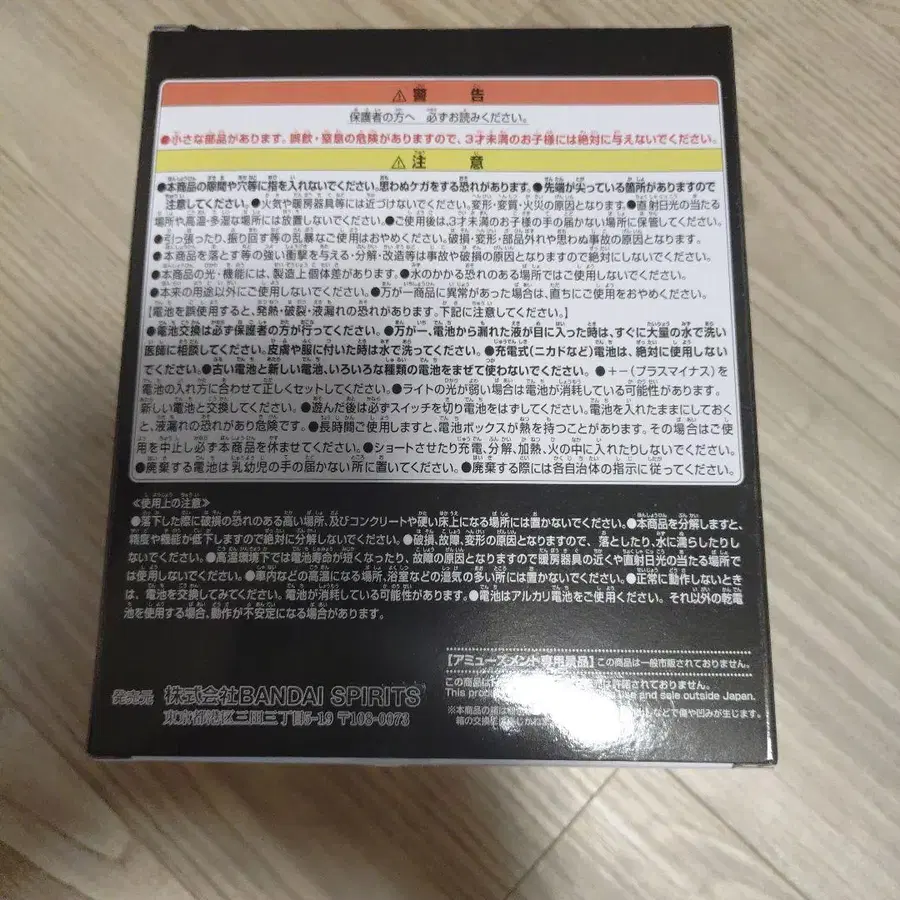 ⚠警告
保護者の方へ 必ずお読みください。
●小さな部品があります。誤飲・窒息の危険がありますので、3才未満のお子様には絶対に与えないでください。
⚠注意
●本商品の隙間や穴等に指を入れないでください。思わぬケガをする恐れがあります。●先端が尖っている箇所がありますので
注意してください。●火気や暖房器具等には近づけないでください。変形・変質・火災の原因となります。●直射日光の当たる
場所や高温・多湿な場所には放置しないでください。●ご使用後は、3才未満のお子様の手の届かない場所に保管してください。
●引っ張ったり、振り回す等の乱暴なご使用はおやめください。破損・変形・部品外れや思わぬ事故の原因となります。
●本商品を落とす等の強い衝撃を与える・分解・改造等は事故や破損の原因となりますので絶対にしないでください。
●本商品の光・機能には、製造上個体差があります。●水のかかる恐れのある場所ではご使用しないでください。
●本来の用途以外にご使用しないでください。●万が一商品に異常があった場合は、直ちにご使用をおやめください。
【電池を誤使用すると、発熱・破裂・液漏れの恐れがあります。下記に注意してください。】
●電池交換は必ず保護者の方が行ってください。●万が一、電池から漏れた液が目に入った時は、すぐに大量の水で洗い
医師に相談してください。皮膚や服に付いた時は水で洗ってください。●充電式(ニカドなど)電池は、絶対に使用しない
でください。●古い電池と新しい電池、いろいろな種類の電池をまぜて使わないでください。●+−(プラスマイナス)を
電池の入れ方に合わせて正しくセットしてください。●ライトの光が弱い場合は電池が消耗している可能性があります。
新しい電池と交換してください。●遊んだ後は必ずスイッチを切り電池をはずしてください。電池を入れたままにしておく
と、液漏れの恐れがあり危険です。●長時間ご使用しますと、電池ボックスが熱を持つことがあります。その場合はご使
用を中止し必ず本商品を休ませてください。●ショートさせたり充電、分解、加熱、火の中に入れたりしないでください。
●廃棄する電池は乳幼児の手の届かない所に置いてください。●廃棄する際には各自治体の指示に従ってください。
≪使用上の注意≫
●落下した際に破損の恐れのある高い場所、及びコンクリートや硬い床上になる場所には置かないでください。●本商品を分解しますと、
精度や機能が低下しますので絶対に分解しないでください。●破損、故障、変形の原因となりますので、落としたり、水に濡らしたりし
ないでください。●高温環境下では電池寿命が短くなったり、故障の原因となりますので暖房器具の近くや直射日光の当たる場所で
は使用しないでください。●車内などの高温になる場所、浴室などの湿気の多い所には置かないでください。●正常に動作しないとき
は、電池を交換してみてください。電池が消耗している可能性があります。●電池はアルカリ電池をご使用ください。それ以外の乾電
池を使用する場合、動作が不安定になる場合があります。
【アミューズメント専用景品】この商品は一般市販されておりません。
この商品は 許諾されておりません。
This prod use and sale outside Japan.
※本商品の箱は などで傷や凹みが生じます。
箱の交換
発売元 株式会社BANDAI SPIRITS
東京都港区三田三丁目5-19 〒108-0073